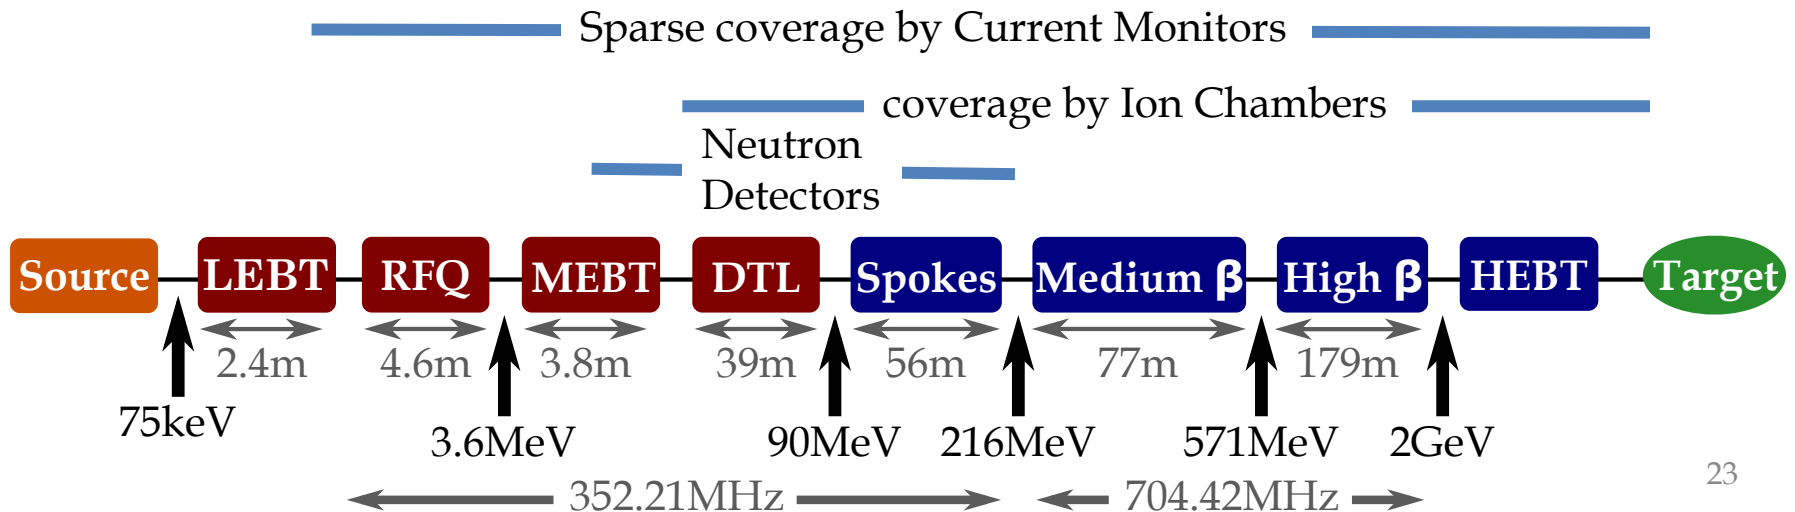 Sparse coverage by Current Monitors
coverage by Ion Chambers
Neutron
Detectors
Source LEBT RFQ MEBT DTL Spokes Medium β High β HEBT Target
2.4m 4.6m 3.8m 39m 56m 77m 179m
75keV
3.6MeV 90MeV 216MeV 571MeV 2GeV
352.21MHz 704.42MHz
23